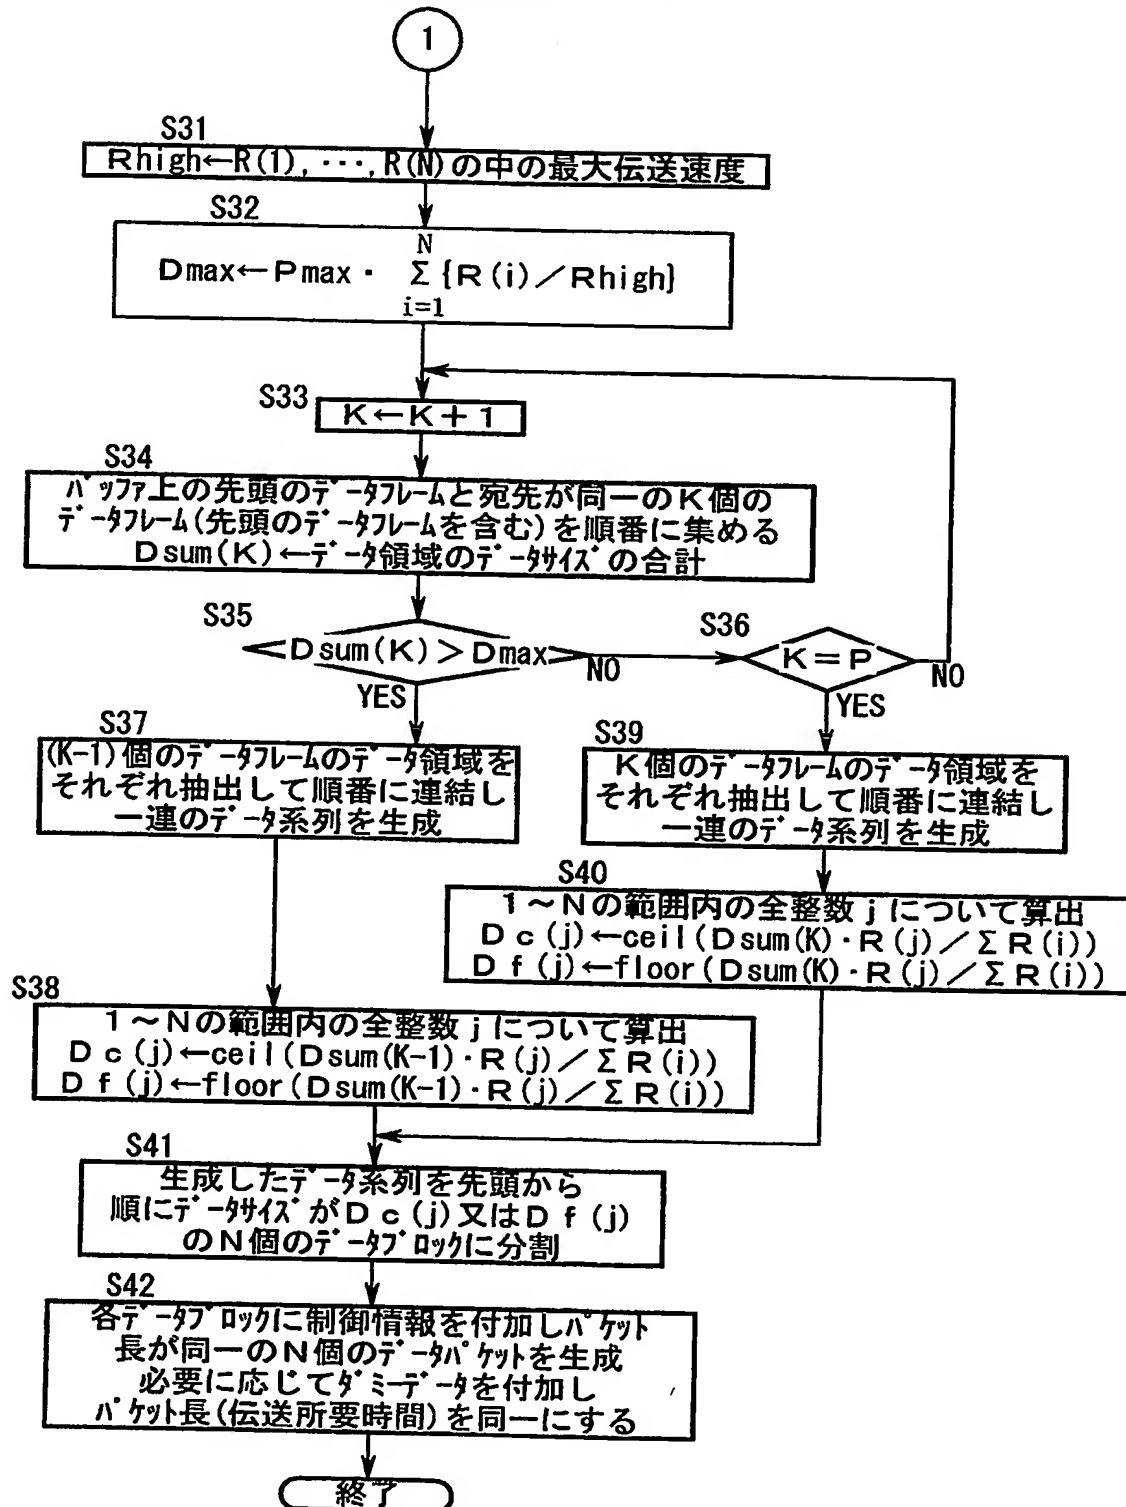 1
S31
Rhigh←R(1), ･･･, R(N)の中の最大伝送速度
S32
N
Dmax←Pmax・ Σ{R(i)／Rhigh}
i=1
S33
K←K＋1
S34
ﾊﾞｯﾌｧ上の先頭のﾃﾞｰﾀﾌﾚｰﾑと宛先が同一のK個の
ﾃﾞｰﾀﾌﾚｰﾑ(先頭のﾃﾞｰﾀﾌﾚｰﾑを含む)を順番に集める
Dsum(K)←ﾃﾞｰﾀ領域のﾃﾞｰﾀｻｲｽﾞの合計
S35
Dsum(K)＞Dmax
NO
YES
S36
K＝P
NO
YES
S37
(K-1)個のﾃﾞｰﾀﾌﾚｰﾑのﾃﾞｰﾀ領域を
それぞれ抽出して順番に連結し
一連のﾃﾞｰﾀ系列を生成
S39
K個のﾃﾞｰﾀﾌﾚｰﾑのﾃﾞｰﾀ領域を
それぞれ抽出して順番に連結し
一連のﾃﾞｰﾀ系列を生成
S40
1～Nの範囲内の全整数jについて算出
Dc(j)←ceil(Dsum(K)・R(j)／ΣR(i))
Df(j)←floor(Dsum(K)・R(j)／ΣR(i))
S38
1～Nの範囲内の全整数jについて算出
Dc(j)←ceil(Dsum(K-1)・R(j)／ΣR(i))
Df(j)←floor(Dsum(K-1)・R(j)／ΣR(i))
S41
生成したﾃﾞｰﾀ系列を先頭から
順にﾃﾞｰﾀｻｲｽﾞがDc(j)又はDf(j)
のN個のﾃﾞｰﾀﾌﾞﾛｯｸに分割
S42
各ﾃﾞｰﾀﾌﾞﾛｯｸに制御情報を付加しﾊﾟｹｯﾄ
長が同一のN個のﾃﾞｰﾀﾊﾟｹｯﾄを生成
必要に応じてﾀﾞﾐｰﾃﾞｰﾀを付加し
ﾊﾟｹｯﾄ長(伝送所要時間)を同一にする
終了